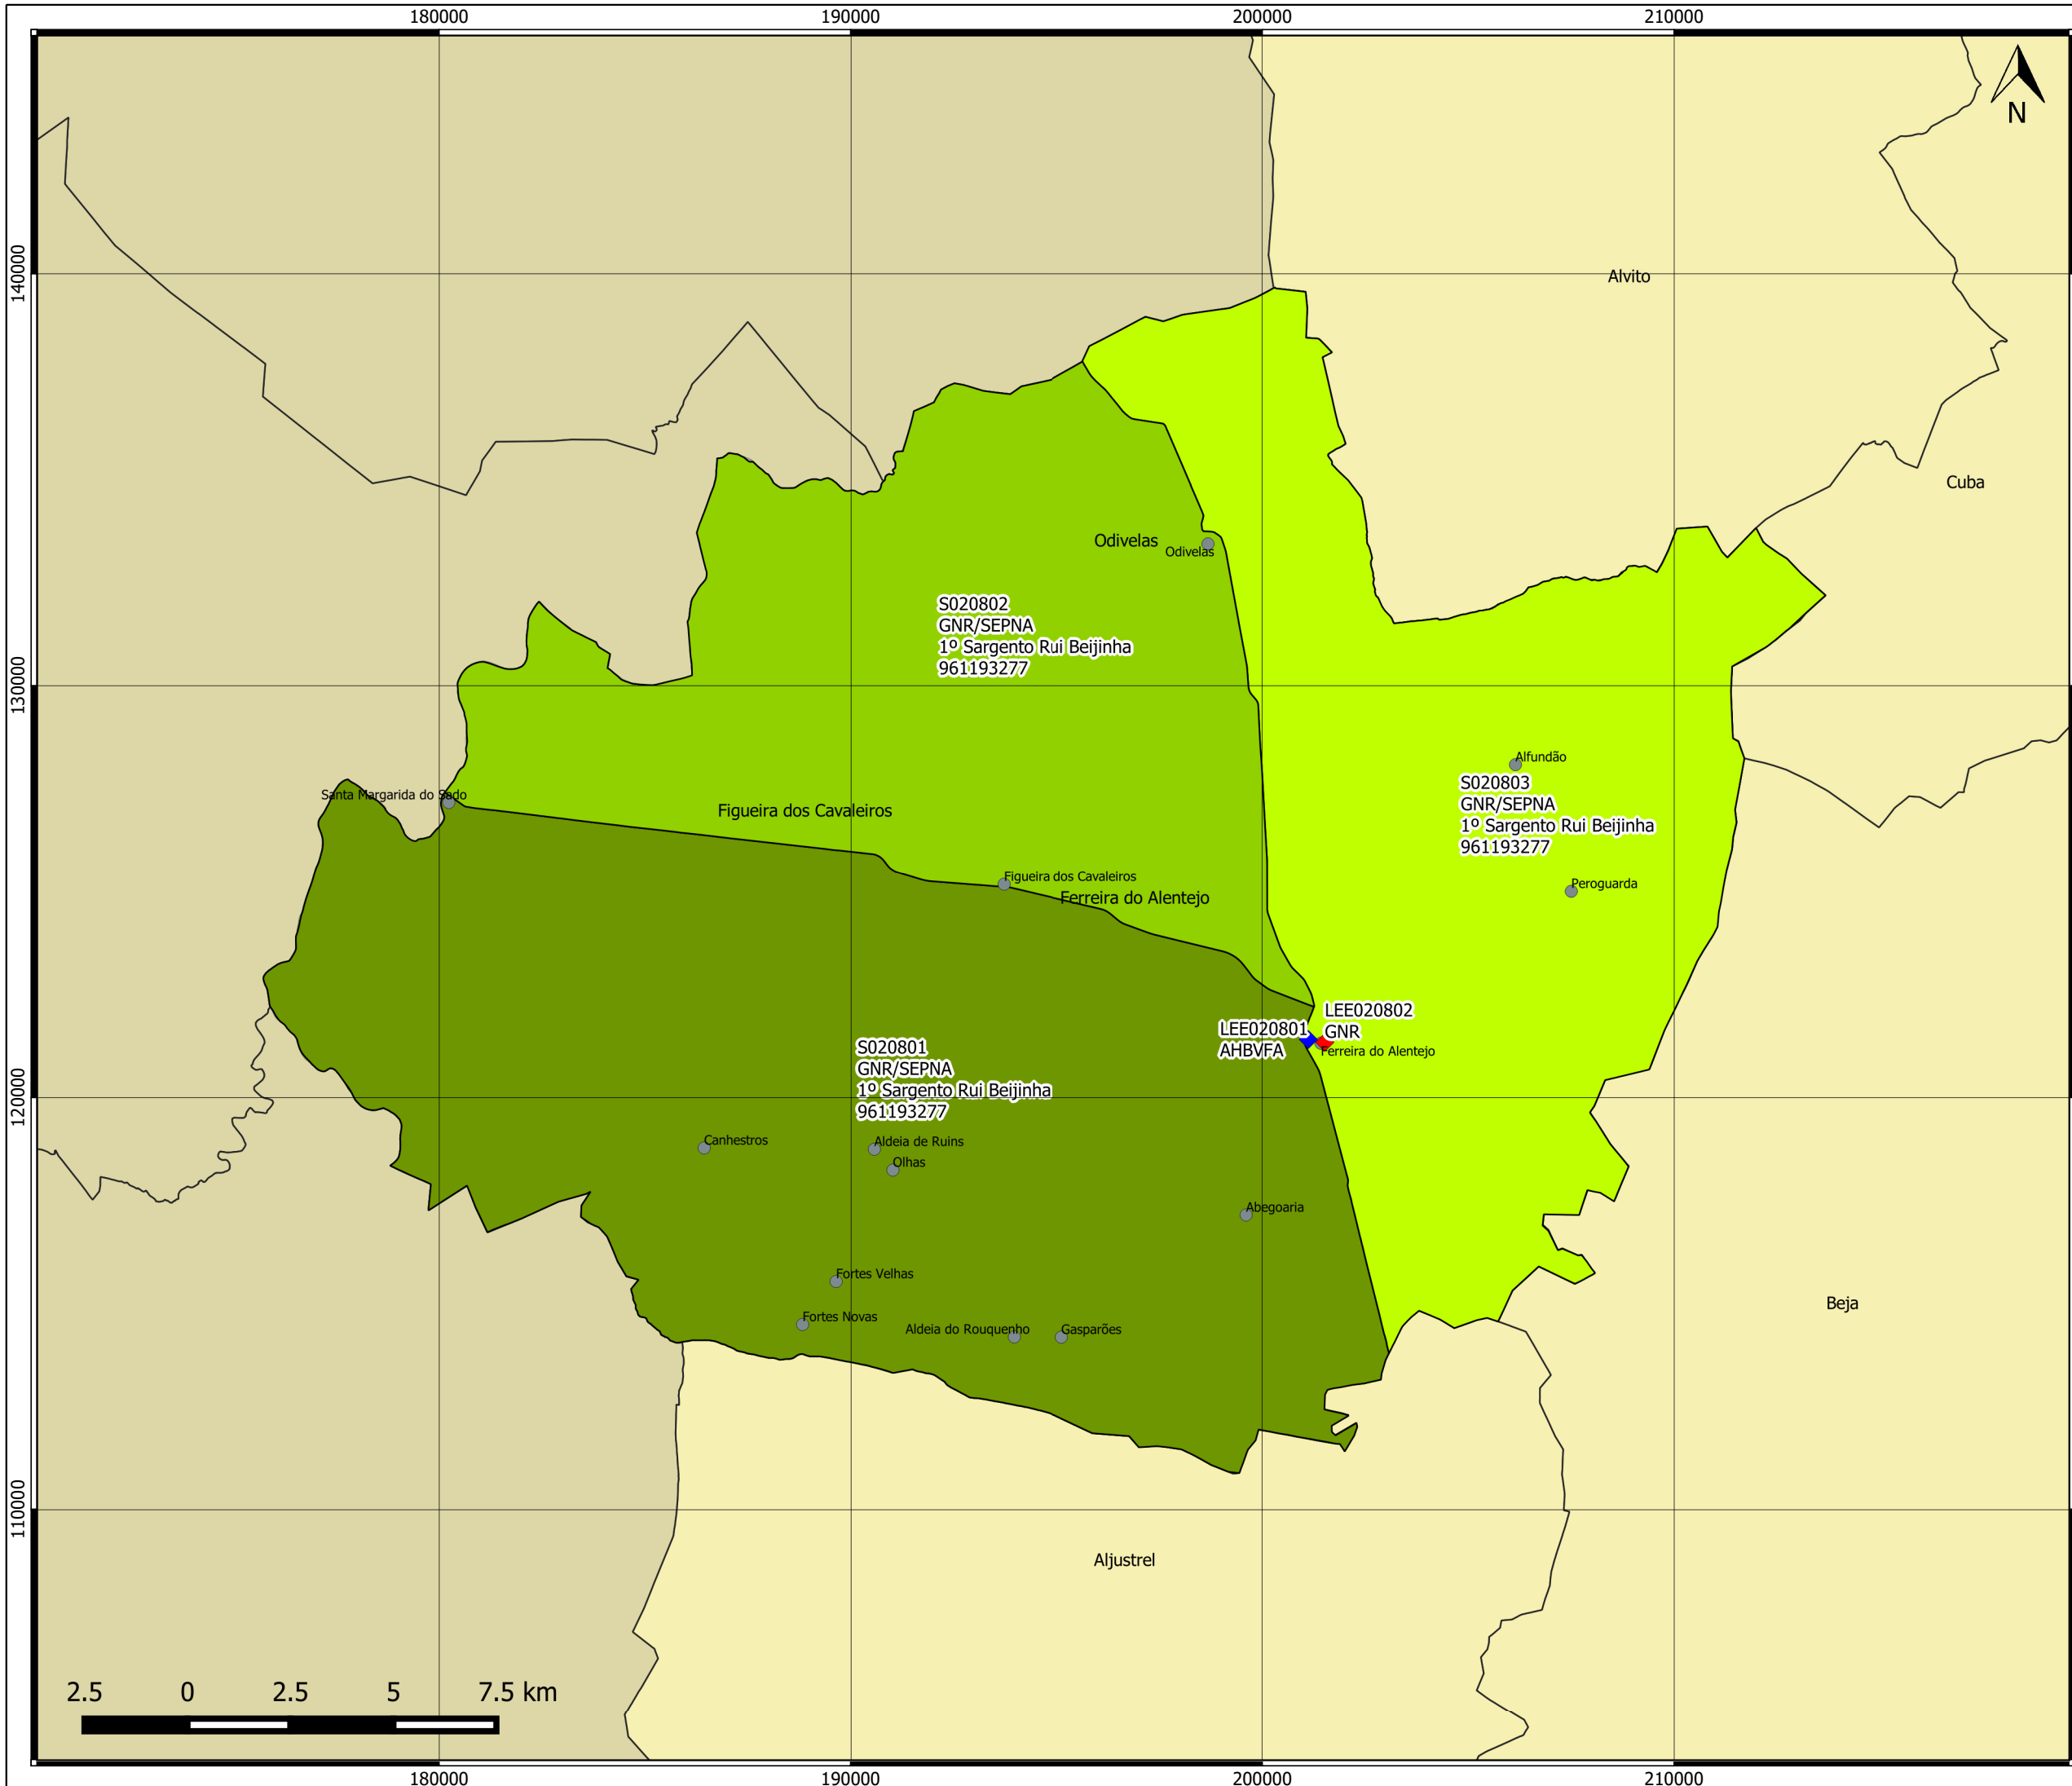 180000
190000
200000
210000
N
140000
Alvito
Cuba
Odivelas
Odivelas
S020802
GNR/SEPNA
1º Sargento Rui Beijinha
961193277
130000
Alfundão
S020803
GNR/SEPNA
1º Sargento Rui Beijinha
961193277
Santa Margarida do Sado
Figueira dos Cavaleiros
Figueira dos Cavaleiros
Peroguarda
Ferreira do Alentejo
LEE020802
GNR
LEE020801
AHBVFA
Ferreira do Alentejo
S020801
GNR/SEPNA
1º Sargento Rui Beijinha
961193277
120000
Canhestros
Aldeia de Ruins
Olhas
Abegoaria
Fortes Velhas
Beja
Fortes Novas
Aldeia do Rouquenho
Gasparões
110000
Aljustrel
2.5 0 2.5 5 7.5 km
180000
190000
200000
210000